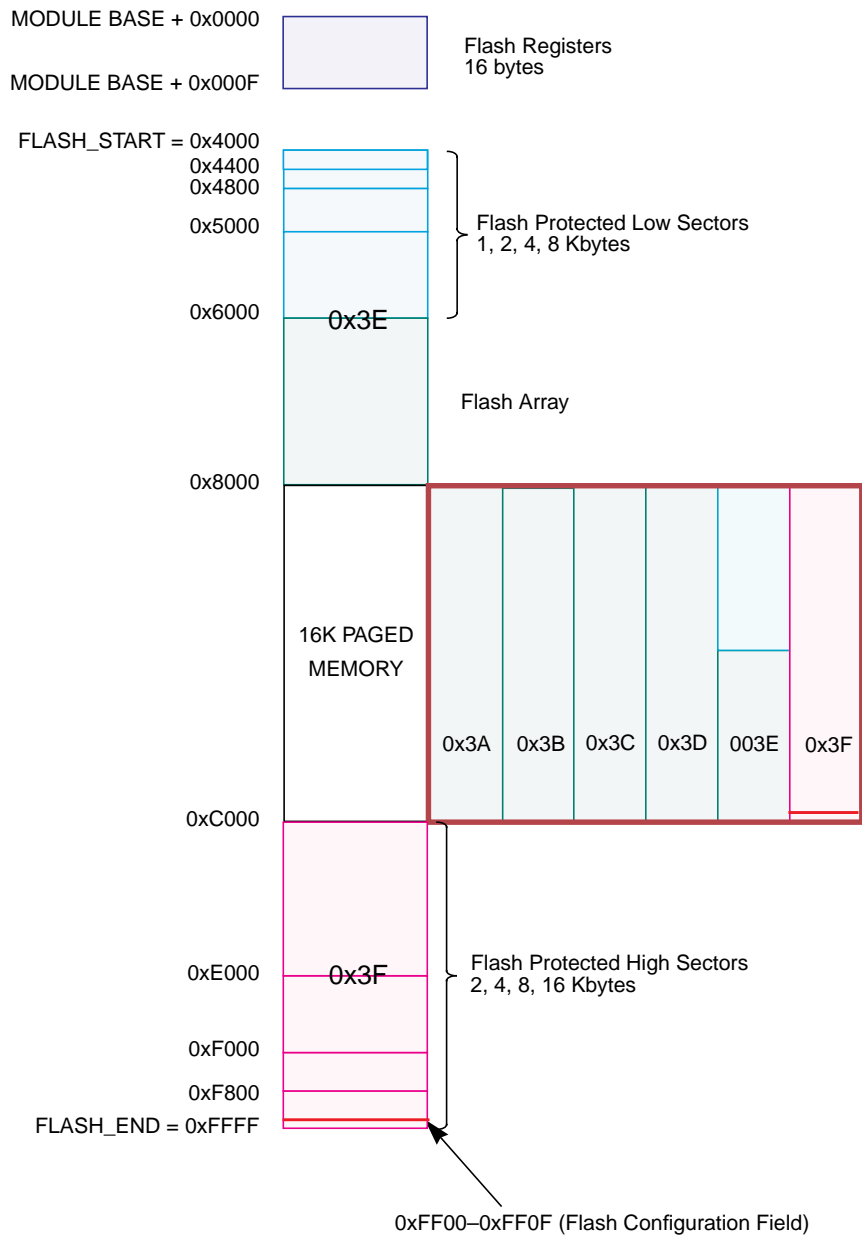 MODULE BASE + 0x0000
Flash Registers
16 bytes
MODULE BASE + 0x000F
FLASH_START = 0x4000
0x4400
0x4800
Flash Protected Low Sectors
1, 2, 4, 8 Kbytes
0x5000
0x6000
0x3E
Flash Array
0x8000
16K PAGED
MEMORY
0x3A
0x3B
0x3C
0x3D
003E
0x3F
0xC000
Flash Protected High Sectors
2, 4, 8, 16 Kbytes
0xE000
0x3F
0xF000
0xF800
FLASH_END = 0xFFFF
0xFF00–0xFF0F (Flash Configuration Field)